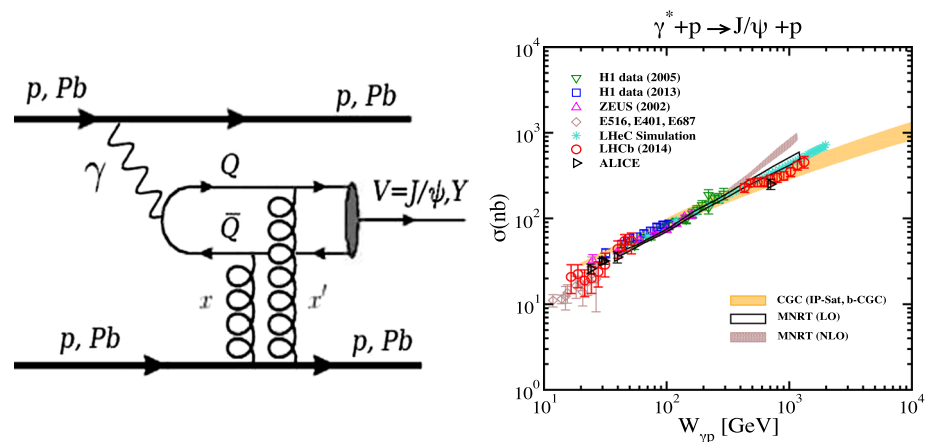 p, Pb
p, Pb
γ
Q
Q̅
V=J/ψ,Υ
x
x'
p, Pb
p, Pb
γ*+p→J/ψ+p
10⁴
10³
10²
10¹
10⁰
σ(nb)
H1 data (2005)
H1 data (2013)
ZEUS (2002)
E516, E401, E687
LHeC Simulation
LHCb (2014)
ALICE
CGC (IP-Sat, b-CGC)
MNRT (LO)
MNRT (NLO)
10¹
10²
10³
10⁴
Wγp [GeV]